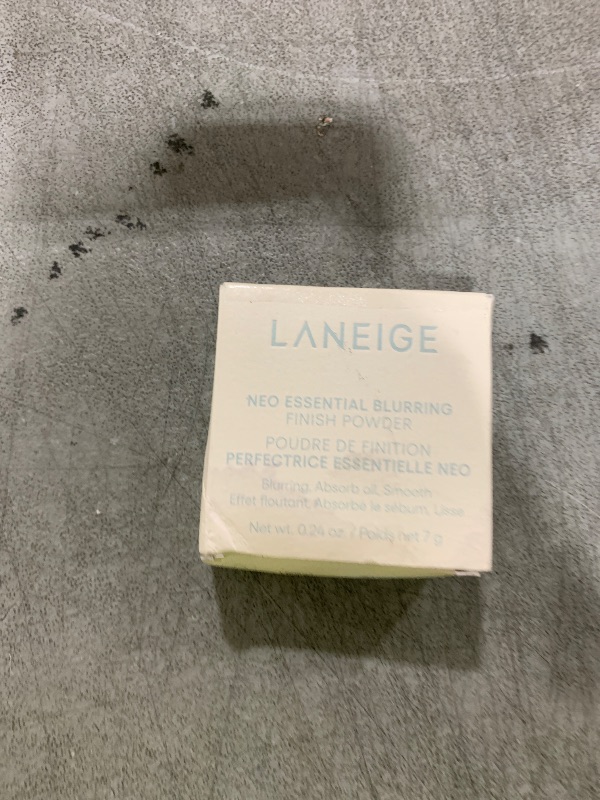 LANEIGE
NEO ESSENTIAL BLURRING
FINISH POWDER
POUDRE DE FINITION
PERFECTRICE ESSENTIELLE NEO
Blurring, Absorb oil, Smooth
Effet floutant, Absorbe le sébum, Lisse
Net wt. 0.24 oz. / Poids net 7 g